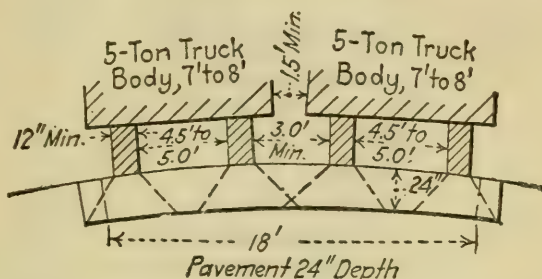 5-Ton Truck
Body, 7' to 8'
1.5' Min.
5-Ton Truck
Body, 7' to 8'
12" Min.
4.5' to
5.0'
3.0'
Min.
4.5' to
5.0'
24"
18'
Pavement 24" Depth